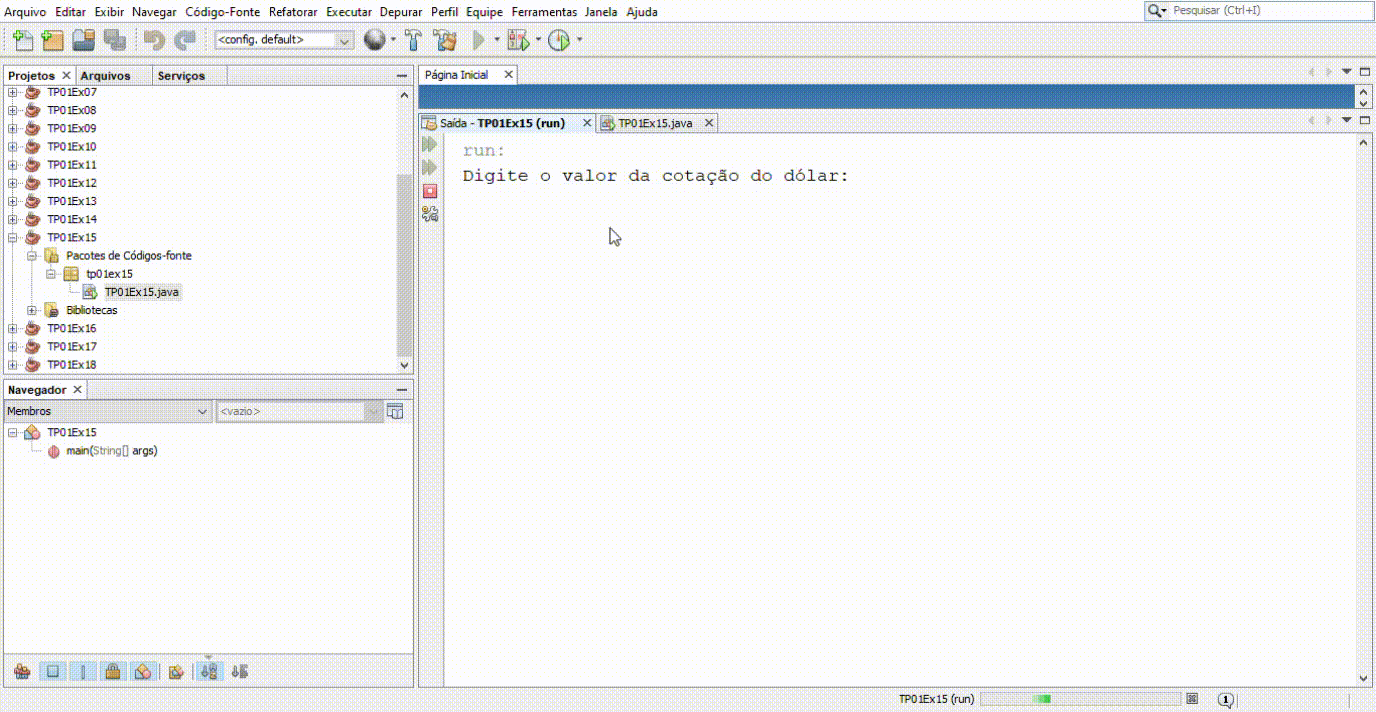 Arquivo Editar Exibir Navegar Código-Fonte Refatorar Executar Depurar Perfil Equipe Ferramentas Janela Ajuda
Pesquisar (Ctrl+I)
<config. default>
Projetos Arquivos Serviços
TP01Ex07
TP01Ex08
TP01Ex09
TP01Ex10
TP01Ex11
TP01Ex12
TP01Ex13
TP01Ex14
TP01Ex15
Pacotes de Códigos-fonte
tp01ex15
TP01Ex15.java
Bibliotecas
TP01Ex16
TP01Ex17
TP01Ex18
Navegador
Membros <vazio>
TP01Ex15
main(String[] args)
Página Inicial
Saída - TP01Ex15 (run) TP01Ex15.java
run:
Digite o valor da cotação do dólar:
TP01Ex15 (run) 1